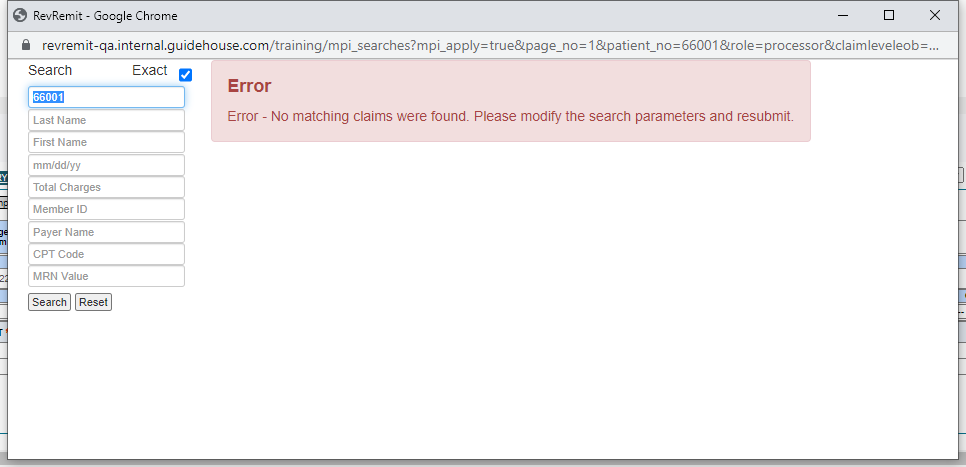 RevRemit - Google Chrome
revremit-qa.internal.guidehouse.com/training/mpi_searches?mpi_apply=true&page_no=1&patient_no=66001&role=processor&claimleveleob=...
Search Exact
66001
Last Name
First Name
mm/dd/yy
Total Charges
Member ID
Payer Name
CPT Code
MRN Value
Search Reset
Error
Error - No matching claims were found. Please modify the search parameters and resubmit.